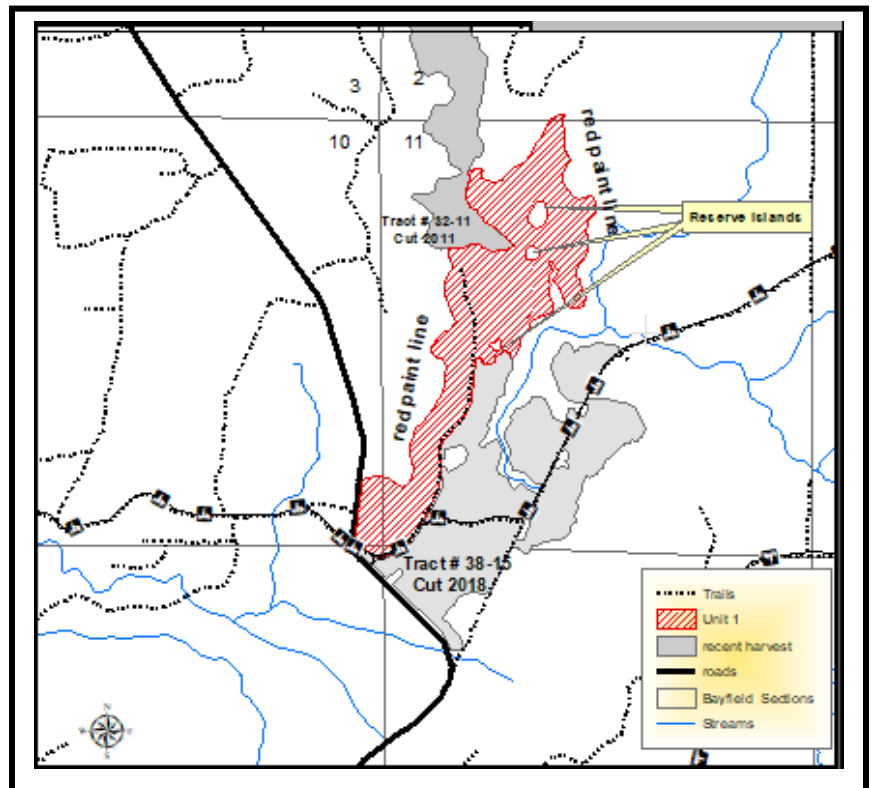 3
2
10
11
red paint line
Tract # 32-11
Cut 2011
Reserve Islands
red paint line
Tract # 38-15
Cut 2018
Trails
Unit 1
recent harvest
roads
Bayfield Sections
Streams
N
W
E
S